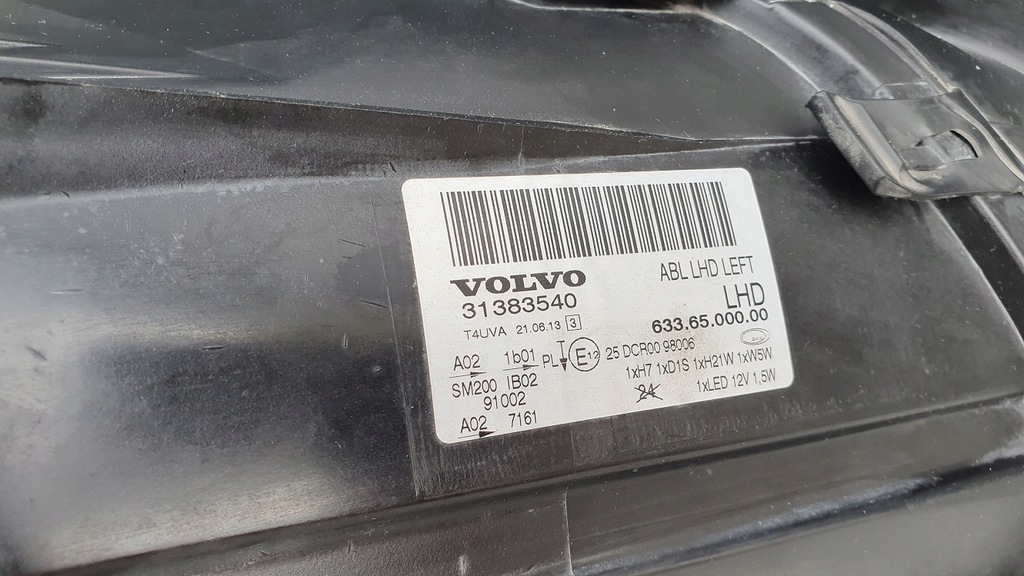 VOLVO
31383540
ABL LHD LEFT
LHD
T4UVA 21.06.13 3
633.65.000.00
A02 1b01 PL E12 25 DCR00 98006
SM200 IB02
91002
A02 7161
1xH7 1xD1S 1xH21W 1xW5W
24 1xLED 12V 1,5W